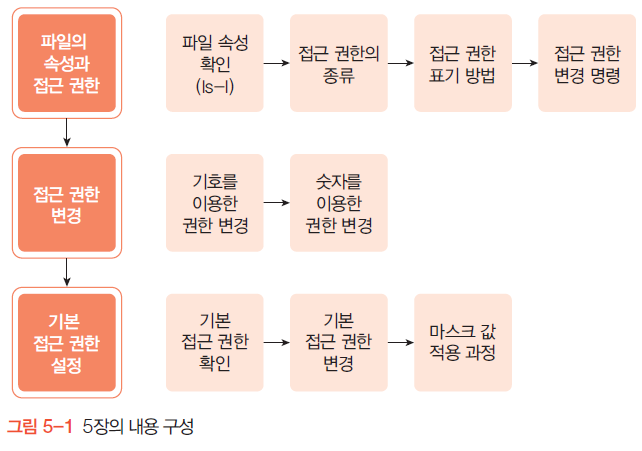 파일의
속성과
접근 권한
파일 속성
확인
(ls-l)
접근 권한의
종류
접근 권한
표기 방법
접근 권한
변경 명령
접근 권한
변경
기호를
이용한
권한 변경
숫자를
이용한
권한 변경
기본
접근 권한
설정
기본
접근 권한
확인
기본
접근 권한
변경
마스크 값
적용 과정
그림 5-1 5장의 내용 구성